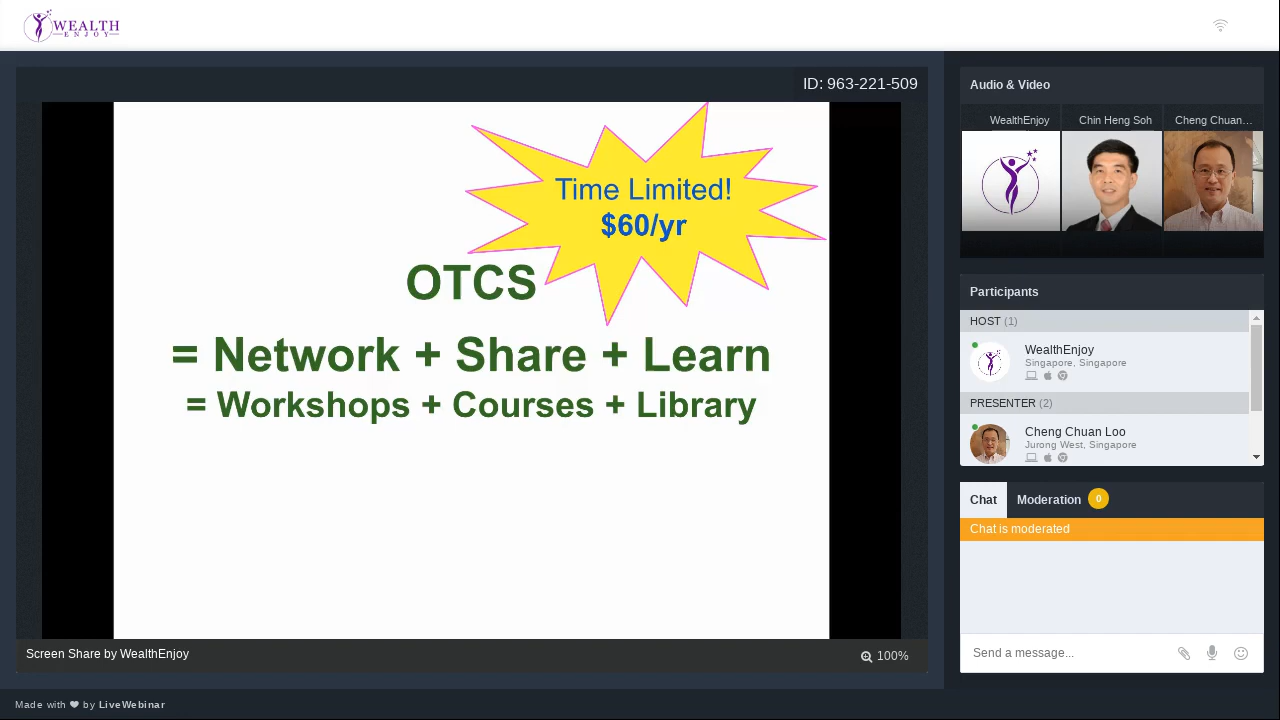 WEALTH
ENJOY
ID: 963-221-509
Time Limited!
$60/yr
OTCS
= Network + Share + Learn
= Workshops + Courses + Library
Screen Share by WealthEnjoy
100%
Audio & Video
WealthEnjoy
Chin Heng Soh
Cheng Chuan…
Participants
HOST (1)
WealthEnjoy
Singapore, Singapore
PRESENTER (2)
Cheng Chuan Loo
Jurong West, Singapore
Chat
Moderation 0
Chat is moderated
Send a message...
Made with ❤ by LiveWebinar